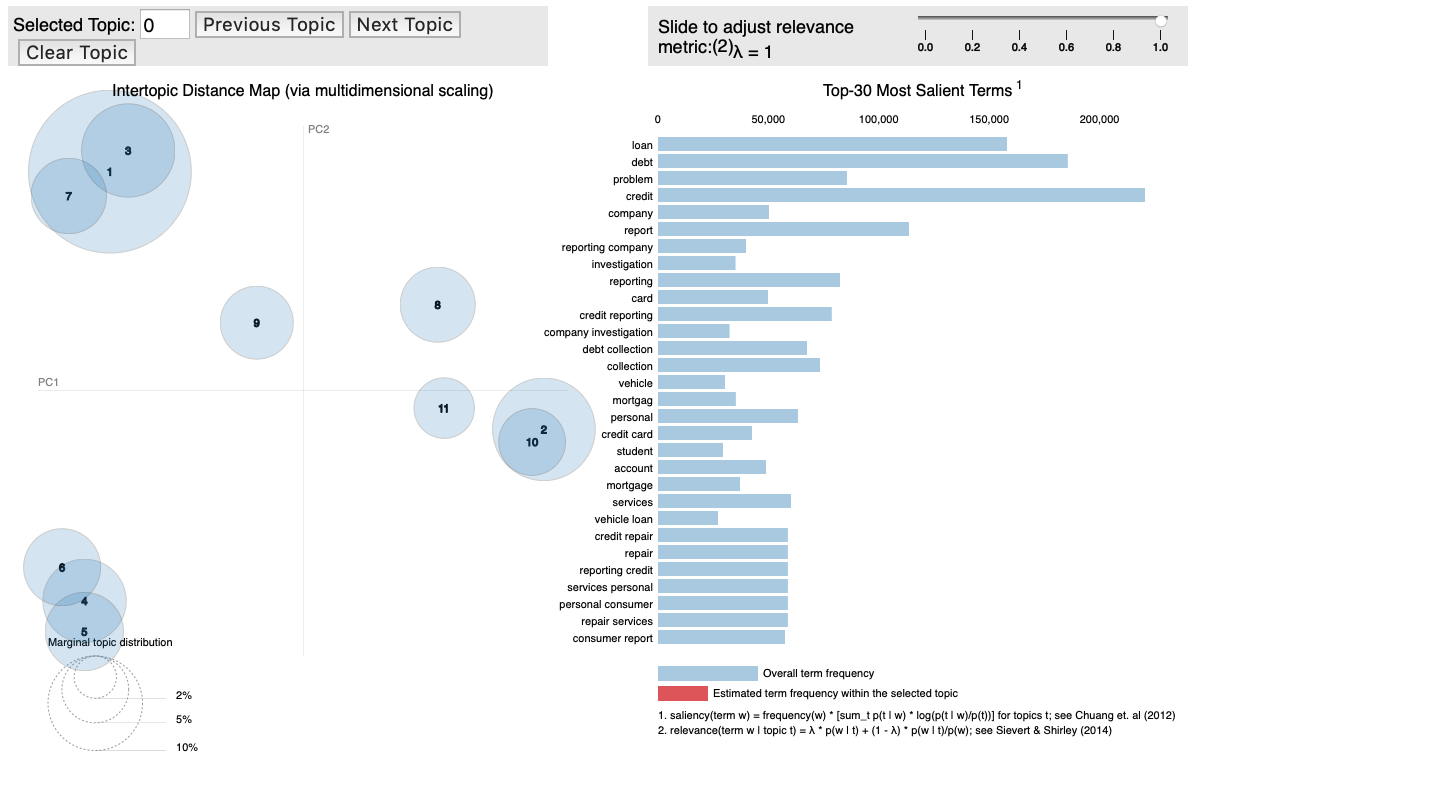 Selected Topic: 0 Previous Topic Next Topic
Clear Topic
Slide to adjust relevance
metric:(2)
λ = 1
0.0 0.2 0.4 0.6 0.8 1.0
Intertopic Distance Map (via multidimensional scaling)
PC2
PC1
3
1
7
9
8
11
2
10
6
4
5
Marginal topic distribution
2%
5%
10%
Top-30 Most Salient Terms 1
0 50,000 100,000 150,000 200,000
loan
debt
problem
credit
company
report
reporting company
investigation
reporting
card
credit reporting
company investigation
debt collection
collection
vehicle
mortgag
personal
credit card
student
account
mortgage
services
vehicle loan
credit repair
repair
reporting credit
services personal
personal consumer
repair services
consumer report
Overall term frequency
Estimated term frequency within the selected topic
1. saliency(term w) = frequency(w) * [sum_t p(t | w) * log(p(t | w)/p(t))] for topics t; see Chuang et. al (2012)
2. relevance(term w | topic t) = λ * p(w | t) + (1 - λ) * p(w | t)/p(w); see Sievert & Shirley (2014)